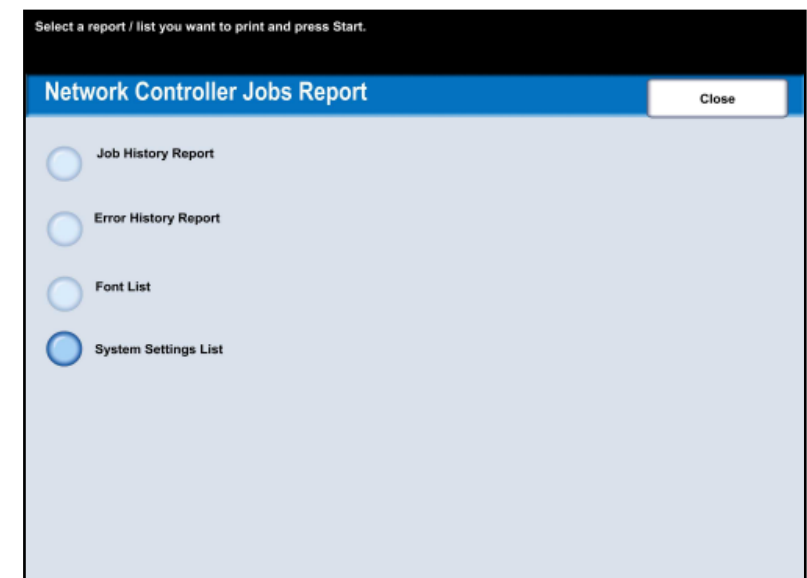 Select a report / list you want to print and press Start.
Network Controller Jobs Report
Close
Job History Report
Error History Report
Font List
System Settings List